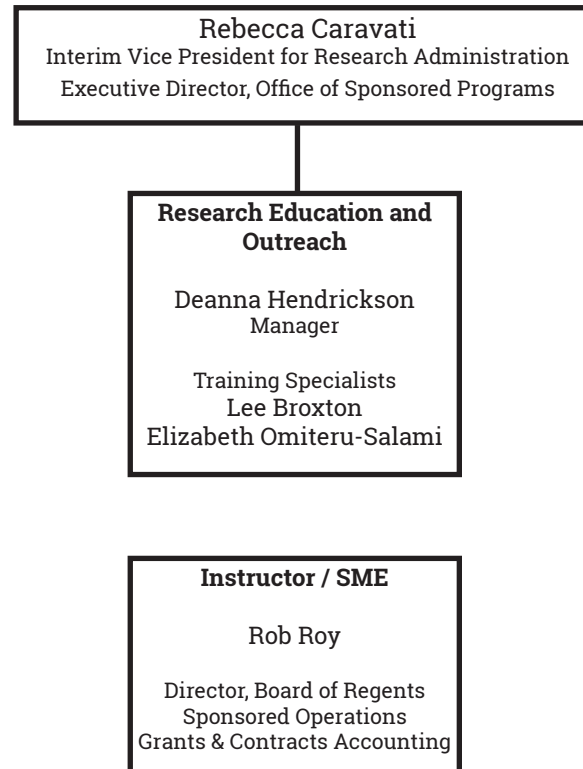 Rebecca Caravati
Interim Vice President for Research Administration
Executive Director, Office of Sponsored Programs
Research Education and
Outreach
Deanna Hendrickson
Manager
Training Specialists
Lee Broxton
Elizabeth Omiteru-Salami
Instructor / SME
Rob Roy
Director, Board of Regents
Sponsored Operations
Grants & Contracts Accounting